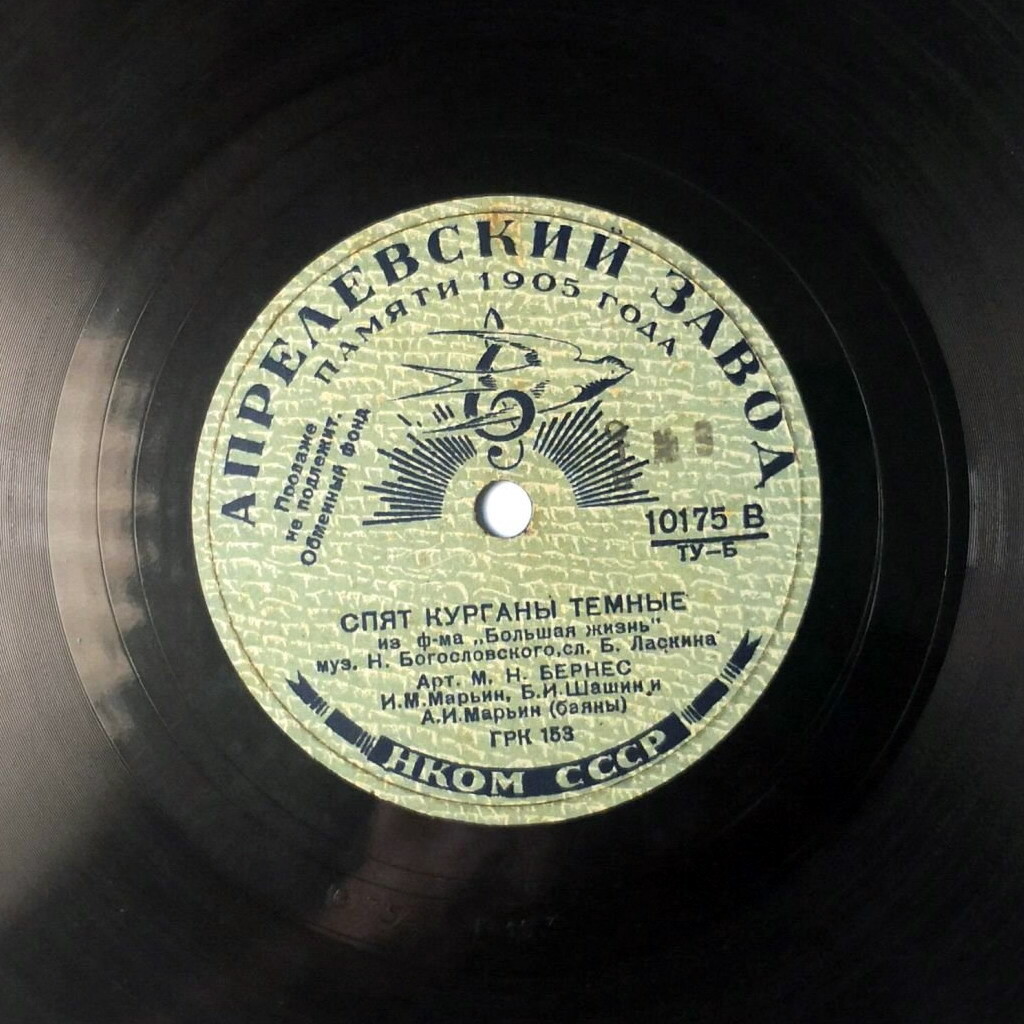 АПРЕЛЕВСКИЙ ЗАВОД
ПАМЯТИ 1905 ГОДА
Продаже
не подлежит.
Обменный фонд
10175 В
ТУ-Б
СПЯТ КУРГАНЫ ТЕМНЫЕ
из ф-ма „Большая жизнь"
муз. Н. Богословского, сл. Б. Ласкина
Арт. М. Н. БЕРНЕС
И.М.Марьин, Б.И.Шашин и
А.И.Марьин (баяны)
ГРК 153
НКОМ СССР